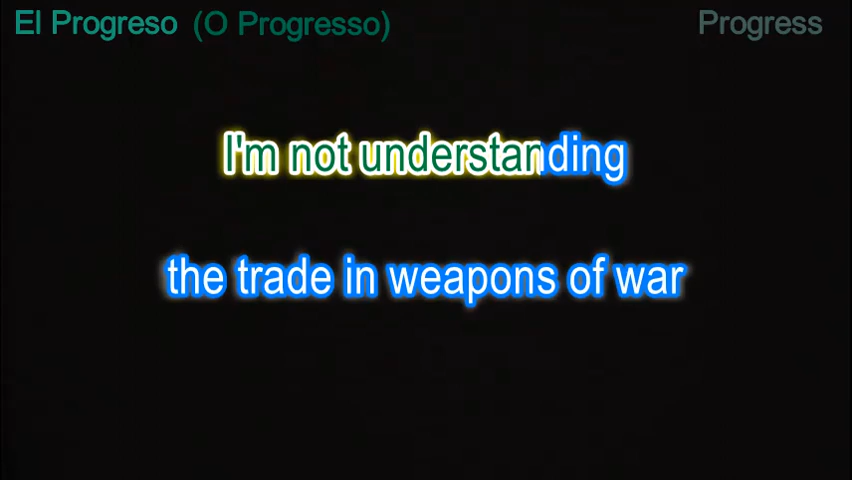 El Progreso (O Progresso)
Progress
I'm not understanding
the trade in weapons of war